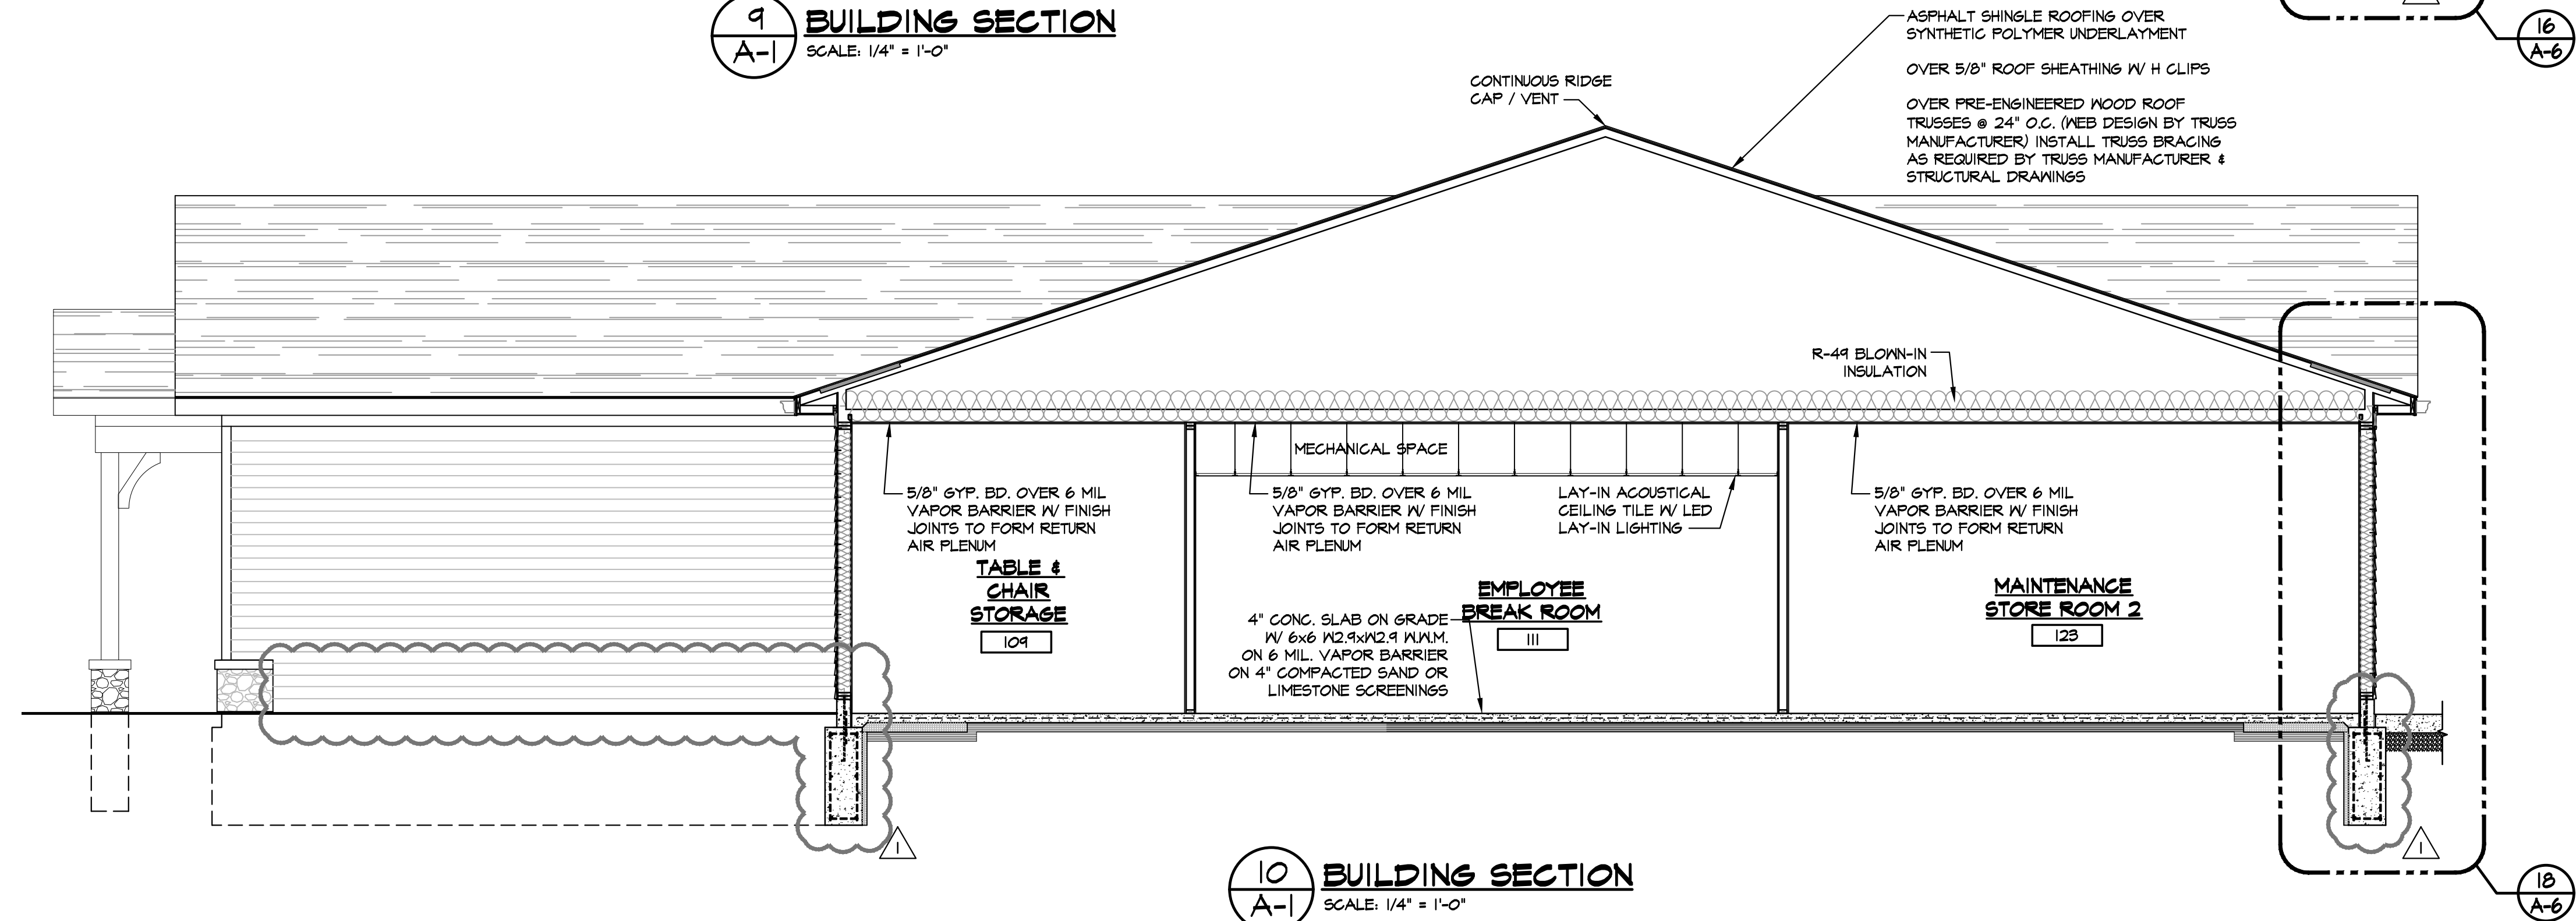 9
A-1
BUILDING SECTION
SCALE: 1/4" = 1'-0"
ASPHALT SHINGLE ROOFING OVER
SYNTHETIC POLYMER UNDERLAYMENT
OVER 5/8" ROOF SHEATHING W/ H CLIPS
OVER PRE-ENGINEERED WOOD ROOF
TRUSSES @ 24" O.C. (WEB DESIGN BY TRUSS
MANUFACTURER) INSTALL TRUSS BRACING
AS REQUIRED BY TRUSS MANUFACTURER &
STRUCTURAL DRAWINGS
16
A-6
CONTINUOUS RIDGE
CAP / VENT
R-49 BLOWN-IN
INSULATION
MECHANICAL SPACE
5/8" GYP. BD. OVER 6 MIL
VAPOR BARRIER W/ FINISH
JOINTS TO FORM RETURN
AIR PLENUM
5/8" GYP. BD. OVER 6 MIL
VAPOR BARRIER W/ FINISH
JOINTS TO FORM RETURN
AIR PLENUM
LAY-IN ACOUSTICAL
CEILING TILE W/ LED
LAY-IN LIGHTING
5/8" GYP. BD. OVER 6 MIL
VAPOR BARRIER W/ FINISH
JOINTS TO FORM RETURN
AIR PLENUM
TABLE &
CHAIR
STORAGE
109
4" CONC. SLAB ON GRADE
W/ 6x6 W2.9xW2.9 W.W.M.
ON 6 MIL. VAPOR BARRIER
ON 4" COMPACTED SAND OR
LIMESTONE SCREENINGS
EMPLOYEE
BREAK ROOM
111
MAINTENANCE
STORE ROOM 2
123
1
1
10
A-1
BUILDING SECTION
SCALE: 1/4" = 1'-0"
18
A-6